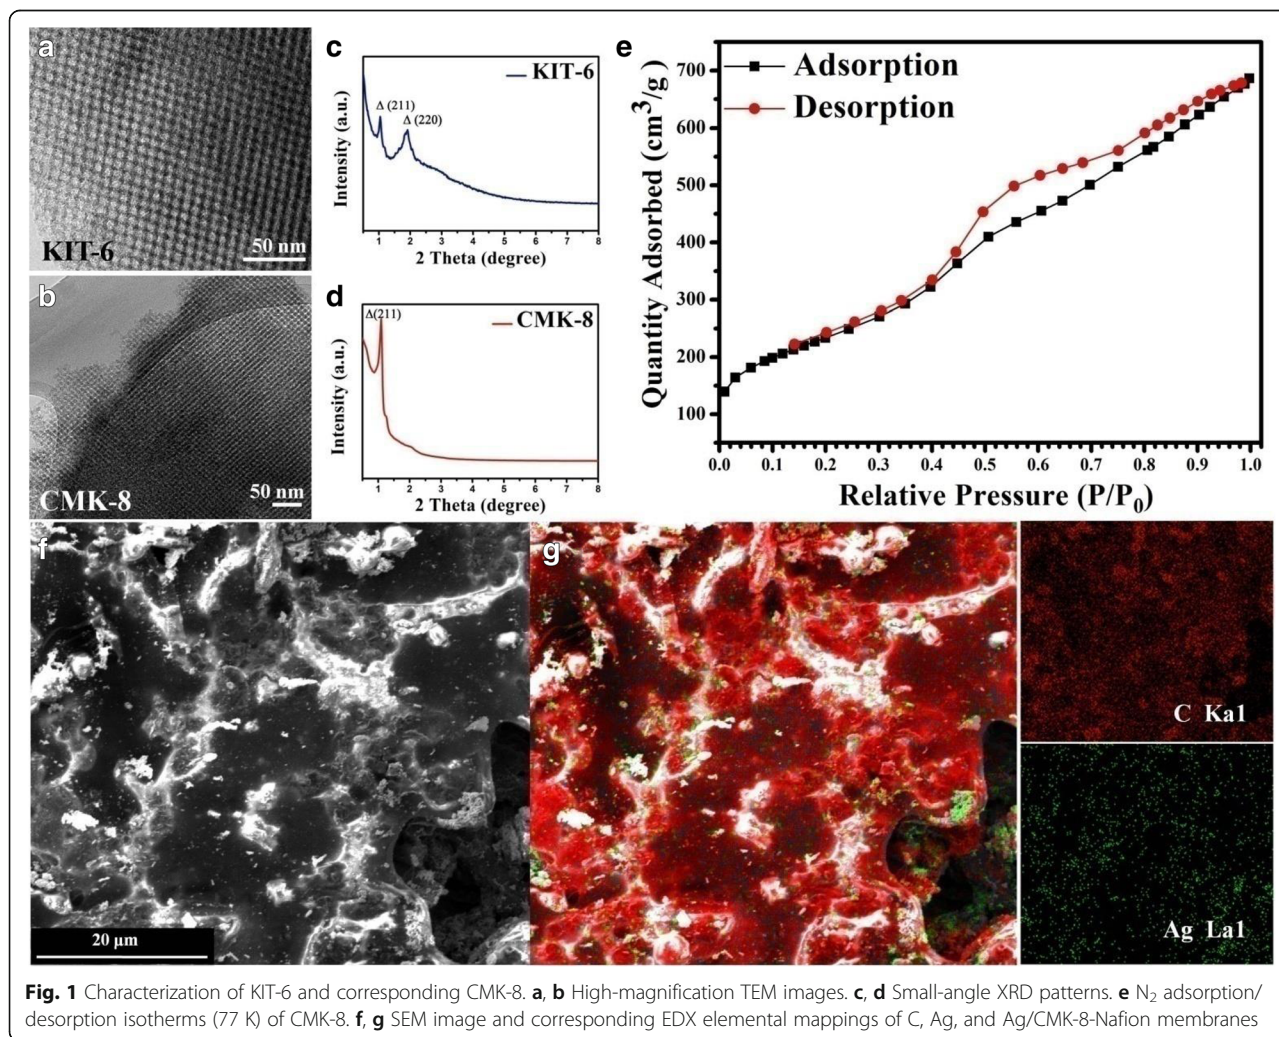 a
KIT-6
50 nm
b
CMK-8
50 nm
c
KIT-6
Δ (211)
Δ (220)
Intensity (a.u.)
1 2 3 4 5 6 7 8
2 Theta (degree)
d
CMK-8
Δ(211)
Intensity (a.u.)
1 2 3 4 5 6 7 8
2 Theta (degree)
e
Adsorption
Desorption
Quantity Adsorbed (cm³/g )
700
600
500
400
300
200
100
0.0 0.1 0.2 0.3 0.4 0.5 0.6 0.7 0.8 0.9 1.0
Relative Pressure (P/P₀)
f
20 µm
g
C Ka1
Ag La1
Fig. 1 Characterization of KIT-6 and corresponding CMK-8. a, b High-magnification TEM images. c, d Small-angle XRD patterns. e N₂ adsorption/
desorption isotherms (77 K) of CMK-8. f, g SEM image and corresponding EDX elemental mappings of C, Ag, and Ag/CMK-8-Nafion membranes